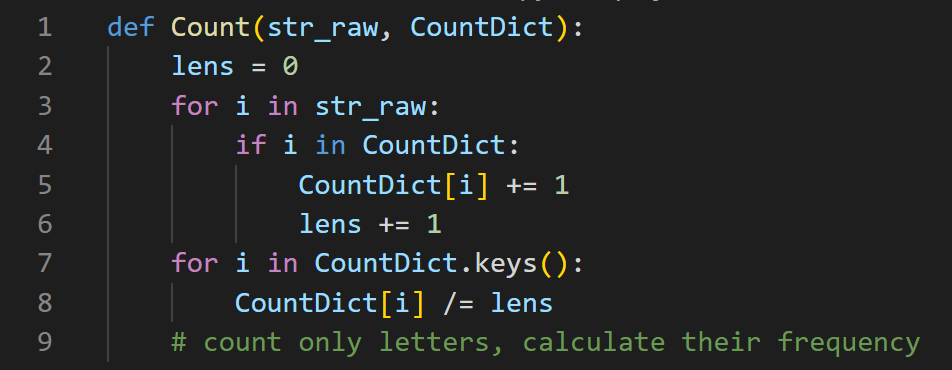 1 def Count(str_raw, CountDict):
2 lens = 0
3 for i in str_raw:
4 if i in CountDict:
5 CountDict[i] += 1
6 lens += 1
7 for i in CountDict.keys():
8 CountDict[i] /= lens
9 # count only letters, calculate their frequency